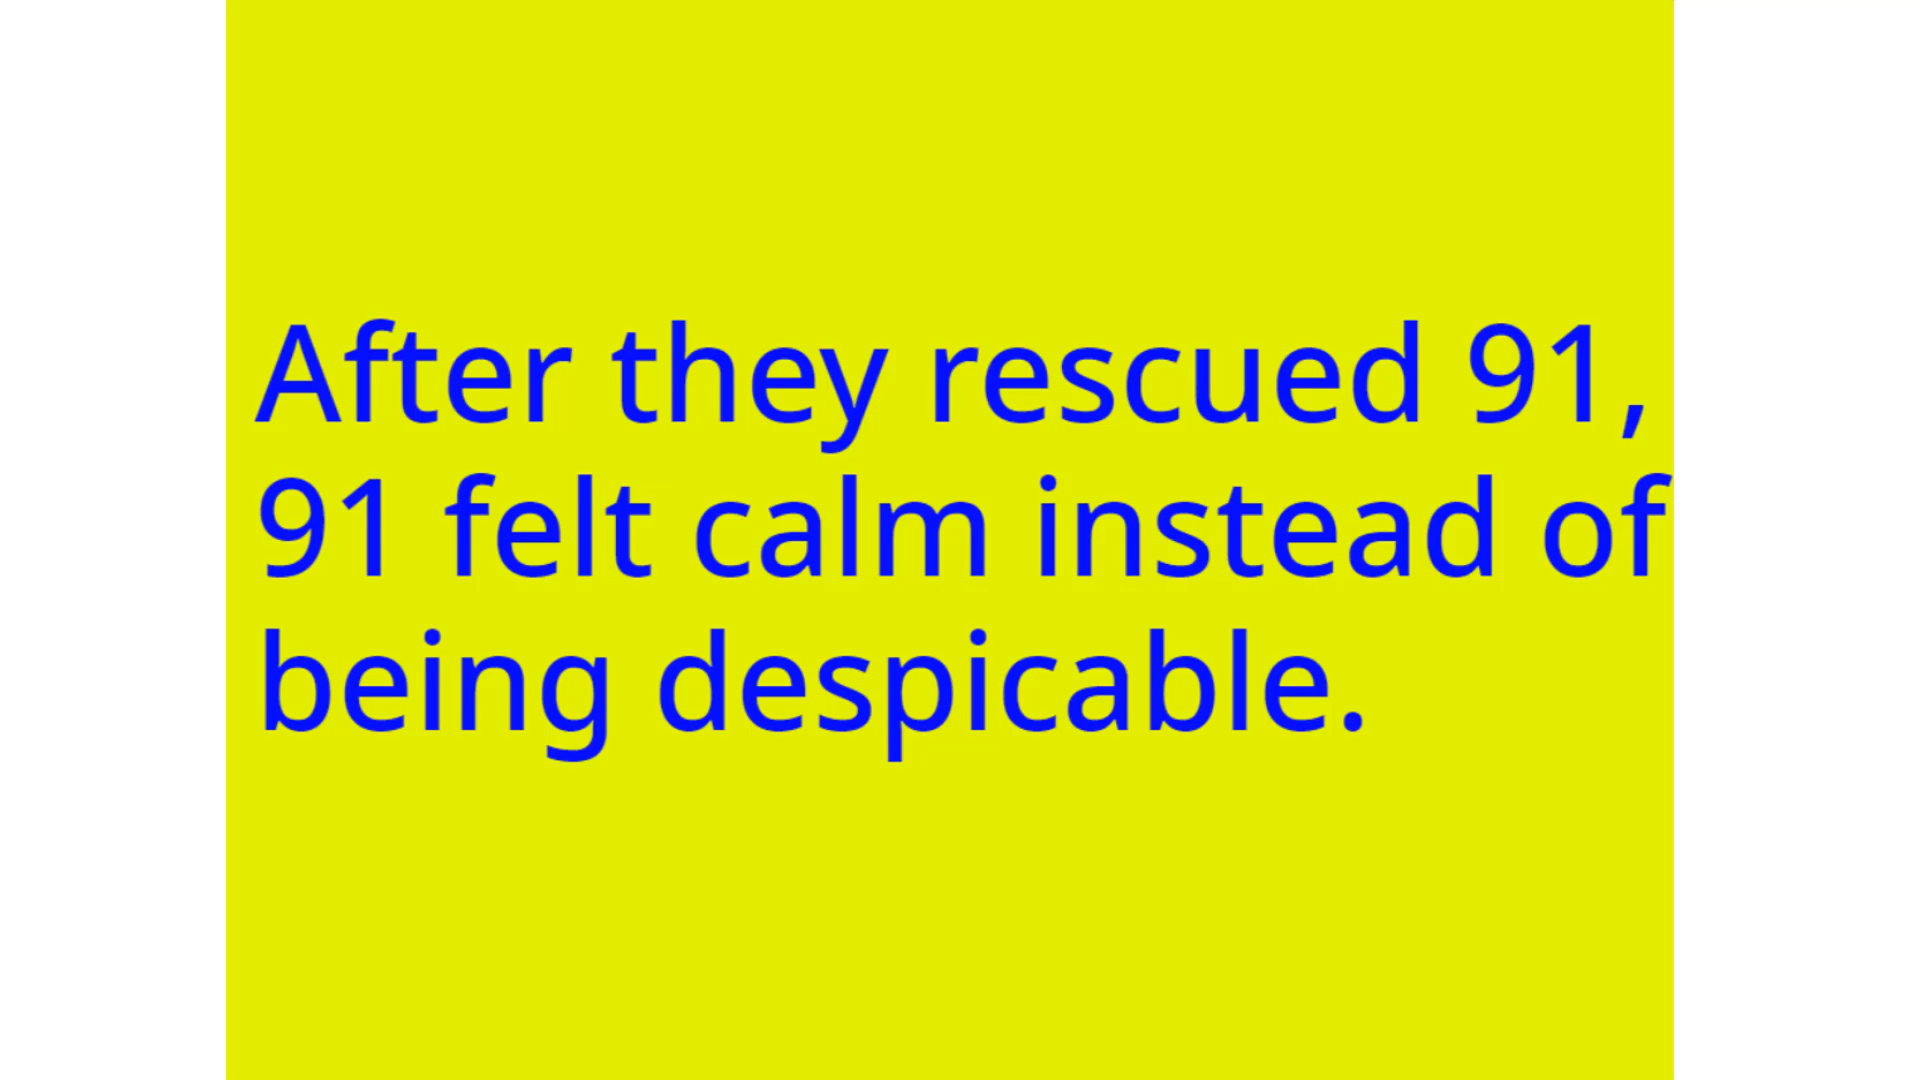 After they rescued 91,
91 felt calm instead of
being despicable.